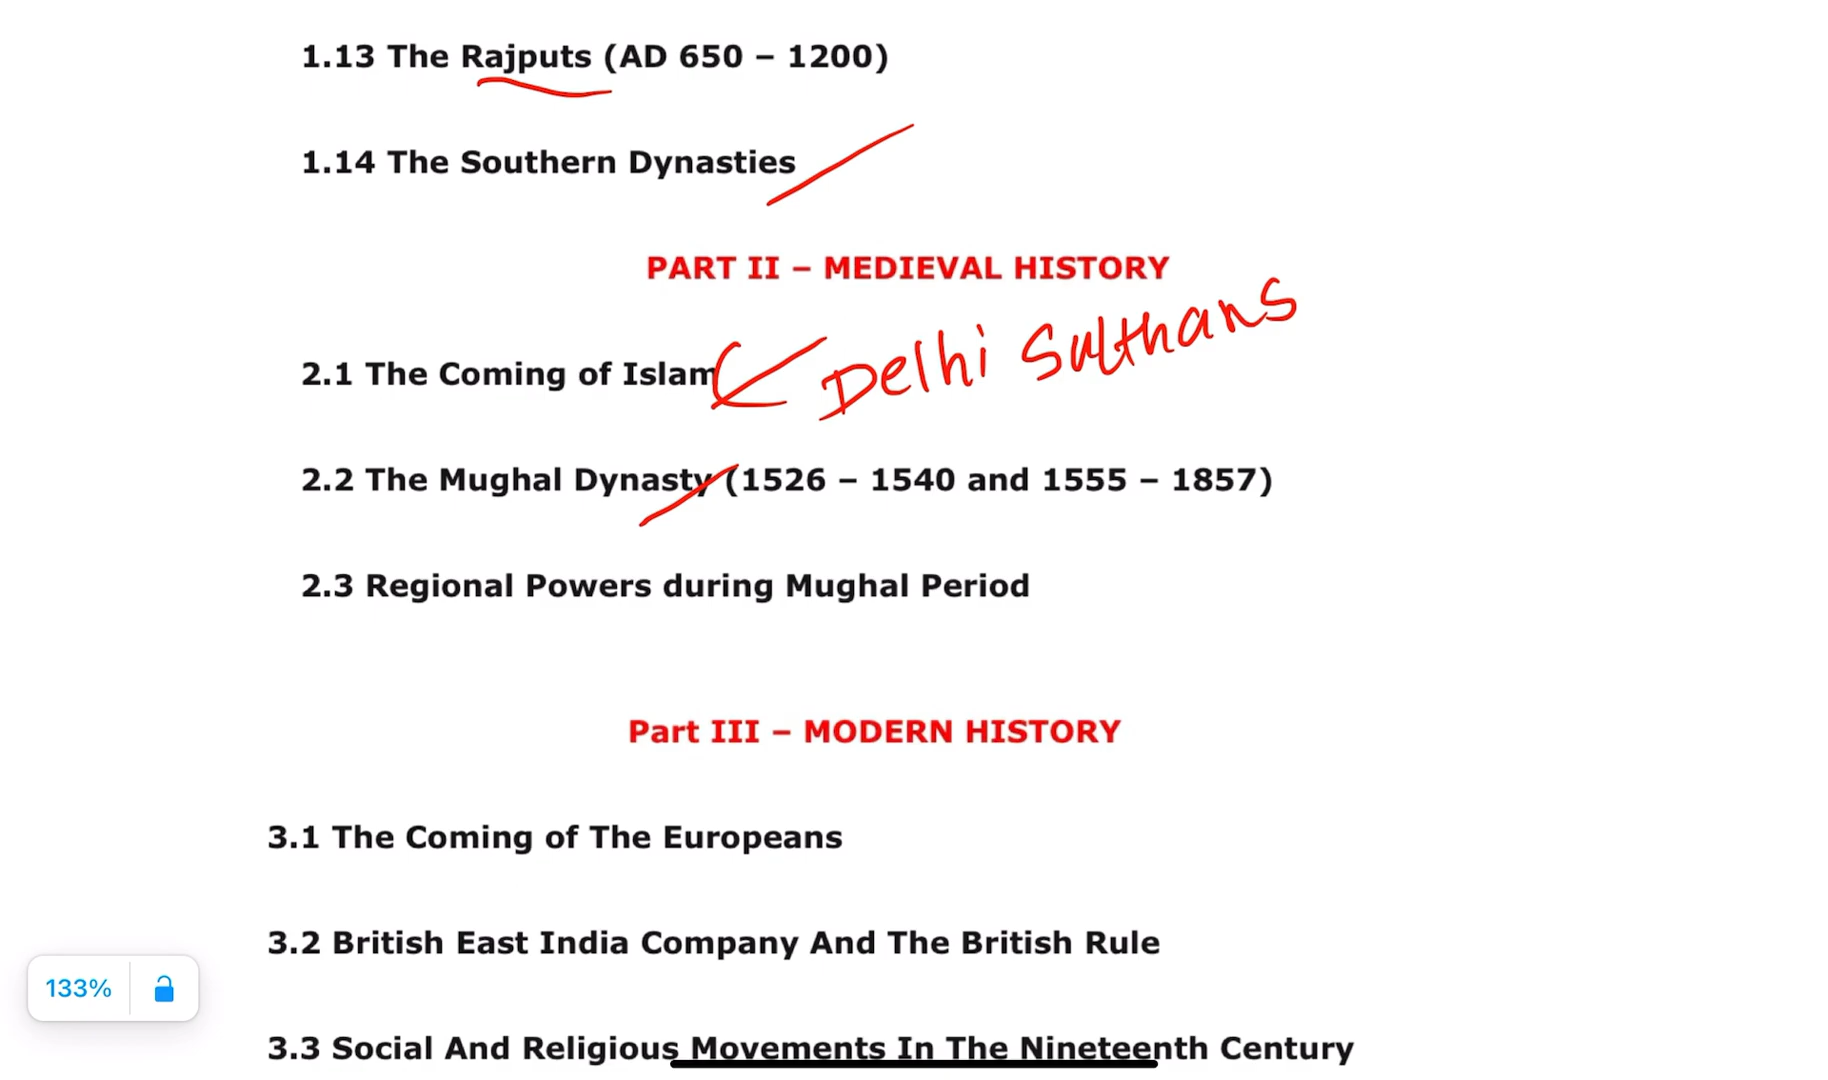 1.13 The Rajputs (AD 650 – 1200)
1.14 The Southern Dynasties
PART II – MEDIEVAL HISTORY
2.1 The Coming of Islam
Delhi Sulthans
2.2 The Mughal Dynasty (1526 – 1540 and 1555 – 1857)
2.3 Regional Powers during Mughal Period
Part III – MODERN HISTORY
3.1 The Coming of The Europeans
3.2 British East India Company And The British Rule
133%
3.3 Social And Religious Movements In The Nineteenth Century